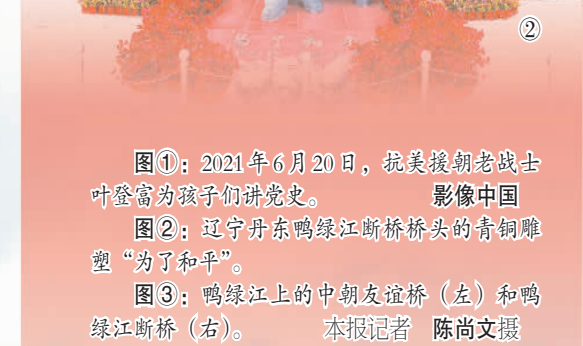 ②
图①：2021年6月20日，抗美援朝老战士
叶登富为孩子们讲党史。 影像中国
图②：辽宁丹东鸭绿江断桥桥头的青铜雕
塑“为了和平”。
图③：鸭绿江上的中朝友谊桥（左）和鸭
绿江断桥（右）。 本报记者 陈尚文摄